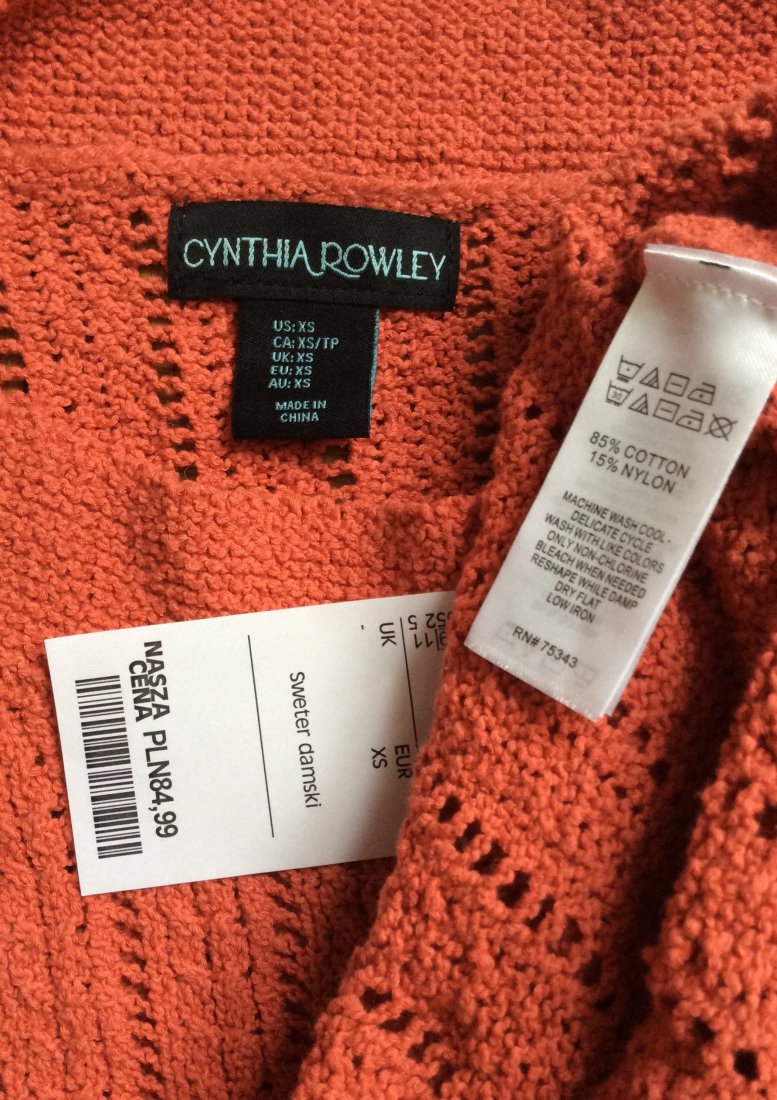 CYNTHIA ROWLEY
US: XS
CA: XS/TP
UK: XS
EU: XS
AU: XS
MADE IN
CHINA
30
85% COTTON
15% NYLON
MACHINE WASH COOL-
DELICATE CYCLE
WASH WITH LIKE COLORS
ONLY NON-CHLORINE
BLEACH WHEN NEEDED
RESHAPE WHILE DAMP
DRY FLAT
LOW IRON
RN# 75343
UK
-
EUR
XS
Sweter damski
NASZA
CENA PLN84,99